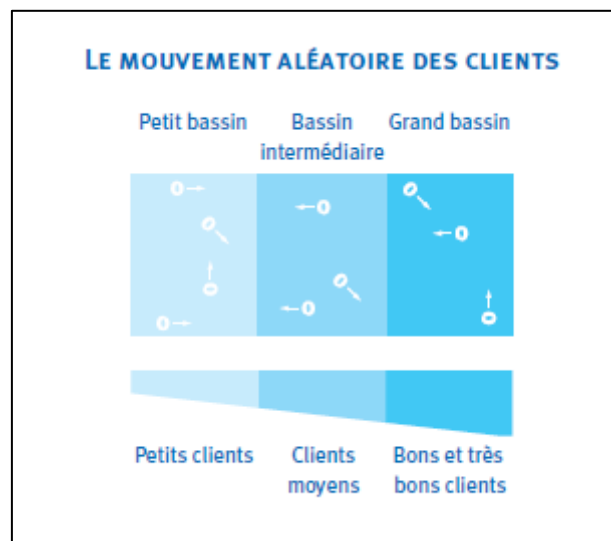 LE MOUVEMENT ALÉATOIRE DES CLIENTS
Petit bassin
Bassin
intermédiaire
Grand bassin
Petits clients
Clients
moyens
Bons et très
bons clients